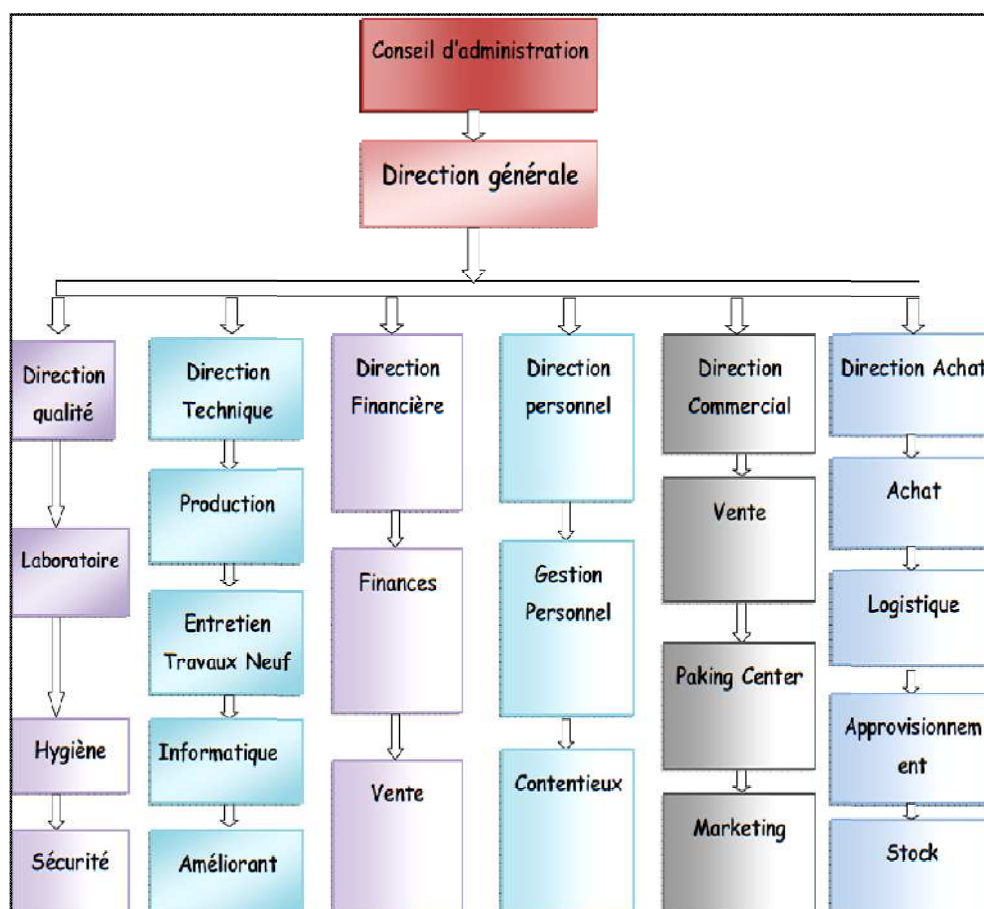 Conseil d'administration
Direction générale
Direction
qualité
Laboratoire
Hygiène
Sécurité
Direction
Technique
Production
Entretien
Travaux Neuf
Informatique
Améliorant
Direction
Financière
Finances
Vente
Direction
personnel
Gestion
Personnel
Contentieux
Direction
Commercial
Vente
Paking Center
Marketing
Direction Achat
Achat
Logistique
Approvisionnem
ent
Stock